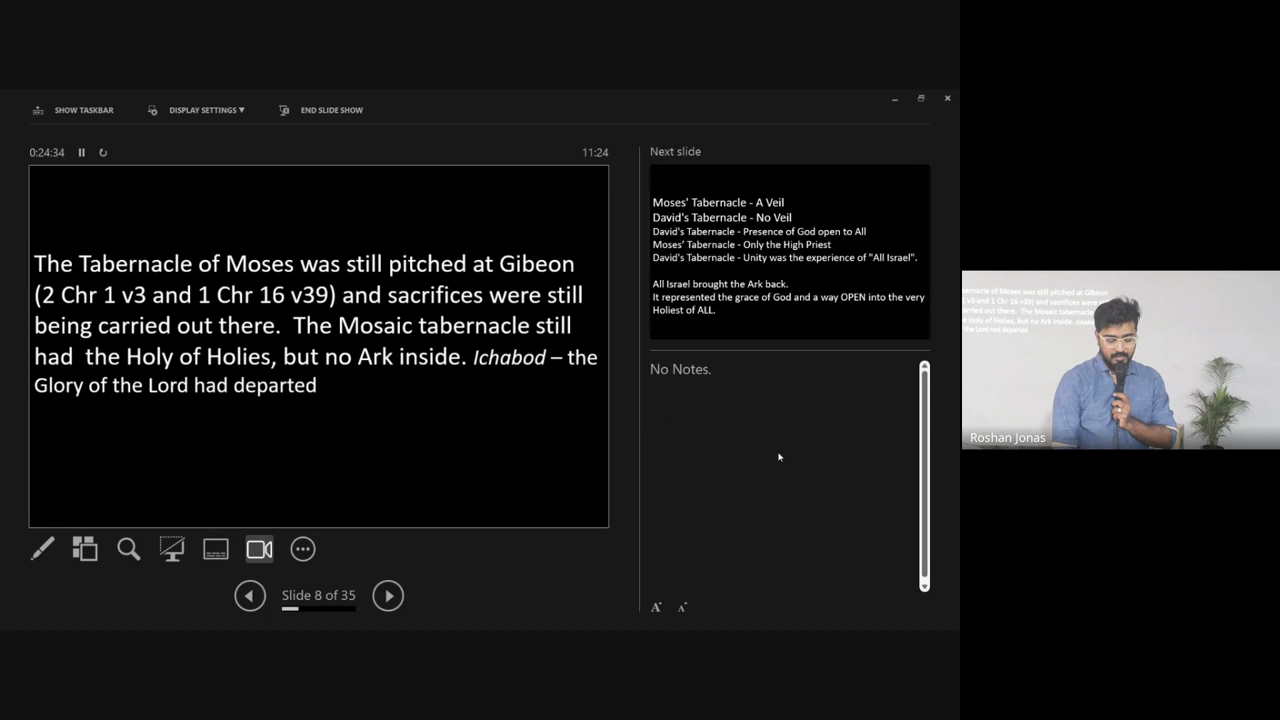 SHOW TASKBAR DISPLAY SETTINGS ▼ END SLIDE SHOW
0:24:34 11:24
The Tabernacle of Moses was still pitched at Gibeon
(2 Chr 1 v3 and 1 Chr 16 v39) and sacrifices were still
being carried out there. The Mosaic tabernacle still
had the Holy of Holies, but no Ark inside. Ichabod – the
Glory of the Lord had departed
Slide 8 of 35
Next slide
Moses' Tabernacle - A Veil
David's Tabernacle - No Veil
David's Tabernacle - Presence of God open to All
Moses’ Tabernacle - Only the High Priest
David's Tabernacle - Unity was the experience of "All Israel".
All Israel brought the Ark back.
It represented the grace of God and a way OPEN into the very
Holiest of ALL.
No Notes.
A A
Roshan Jonas